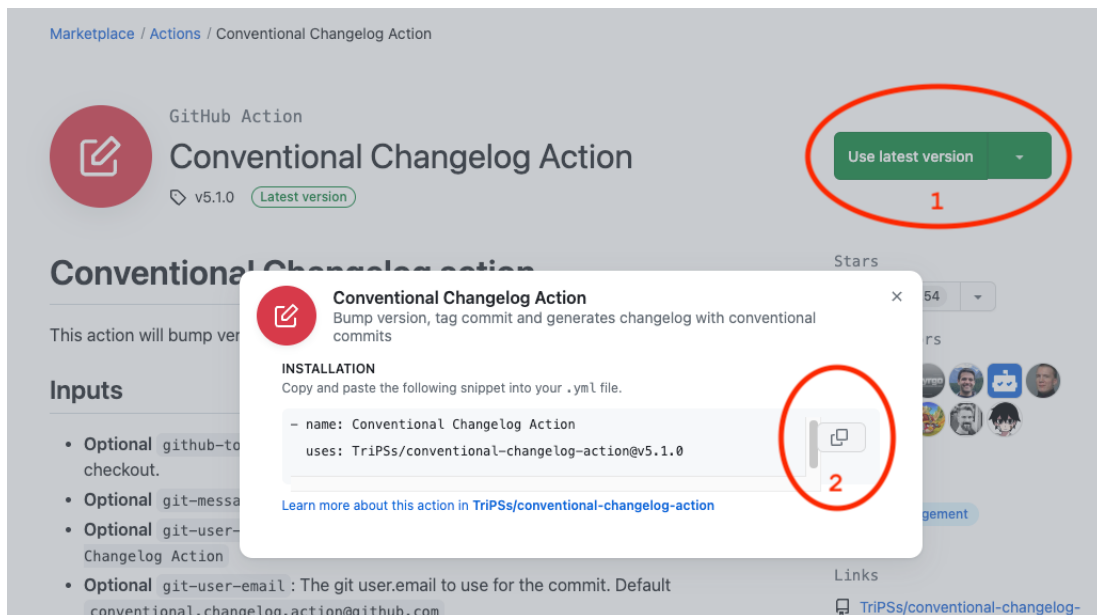 Marketplace / Actions / Conventional Changelog Action
GitHub Action
Conventional Changelog Action
v5.1.0 Latest version
Use latest version
1
Conventional Changelog action
Stars
54
This action will bump ver
rs
Inputs
Optional github-to
checkout.
Optional git-messa
Optional git-user-
Changelog Action
Optional git-user-email : The git user.email to use for the commit. Default
conventional.changelog.action@github.com
Conventional Changelog Action
Bump version, tag commit and generates changelog with conventional
commits
INSTALLATION
Copy and paste the following snippet into your .yml file.
- name: Conventional Changelog Action
uses: TriPSs/conventional-changelog-action@v5.1.0
2
Learn more about this action in TriPSs/conventional-changelog-action
gement
Links
TriPSs/conventional-changelog-